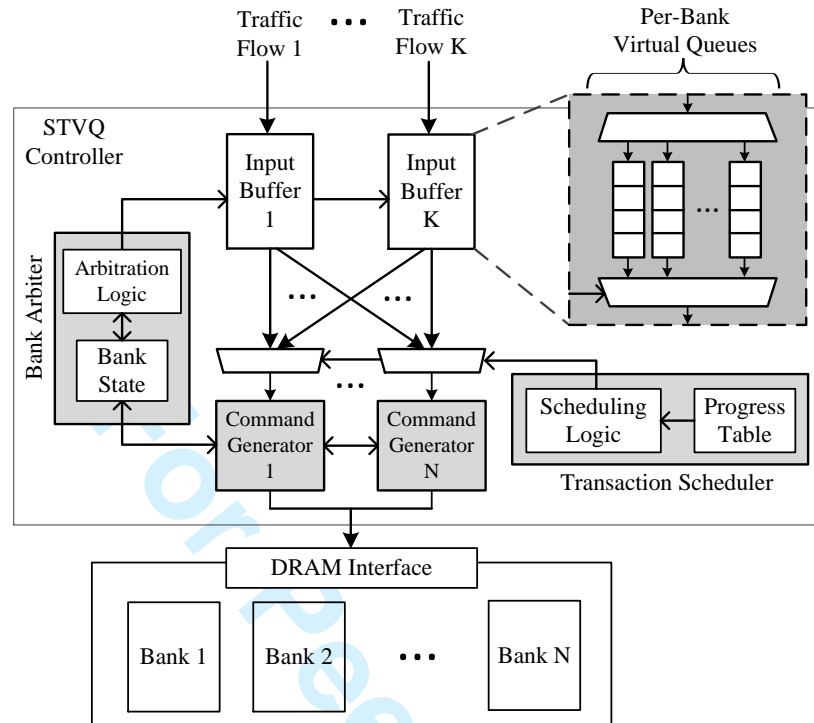 Traffic
Flow 1
Traffic
Flow K
Per-Bank
Virtual Queues
STVQ
Controller
Input
Buffer
1
Input
Buffer
K
Bank Arbiter
Arbitration
Logic
Bank
State
Command
Generator
1
Command
Generator
N
Scheduling
Logic
Progress
Table
Transaction Scheduler
DRAM Interface
Bank 1
Bank 2
Bank N
For Pee